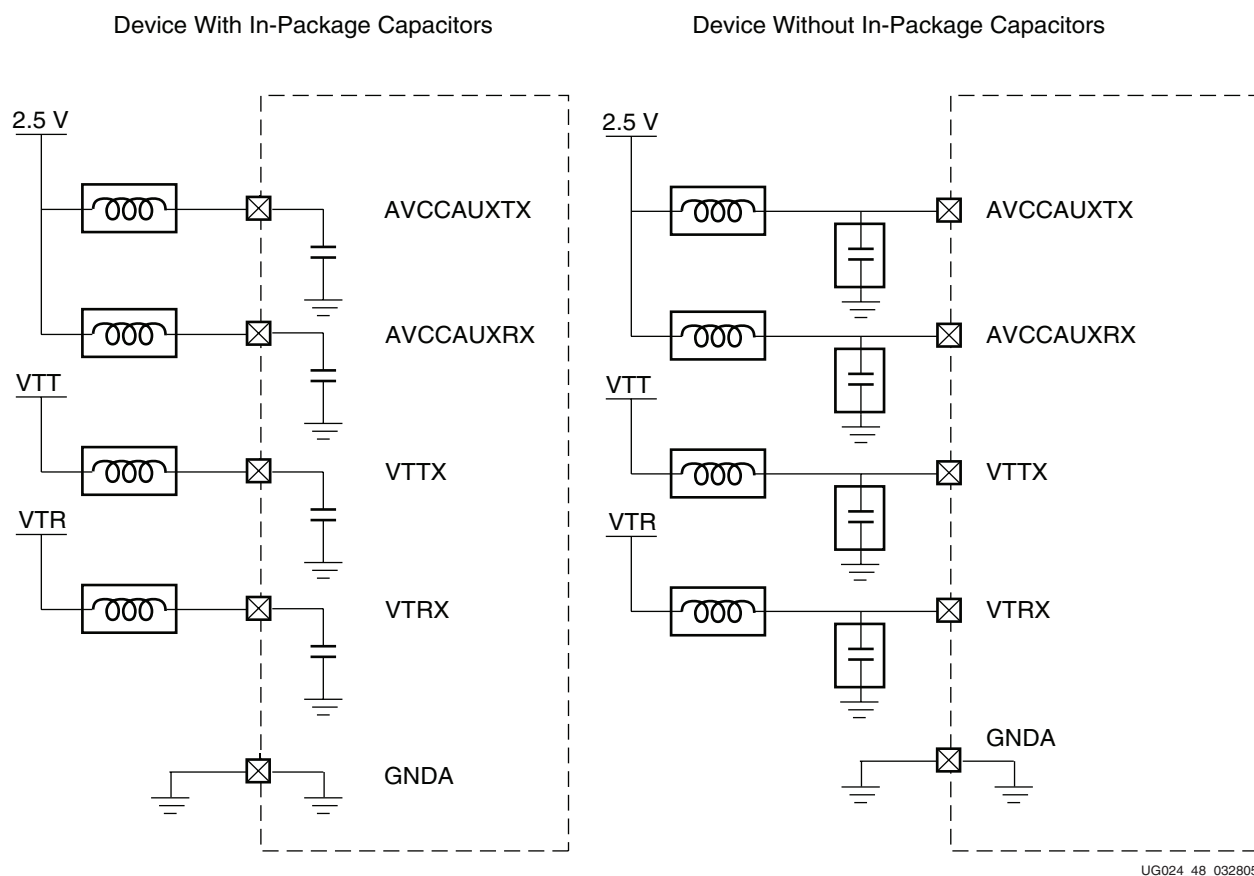 Device With In-Package Capacitors
Device Without In-Package Capacitors
2.5 V
AVCCAUXTX
AVCCAUXRX
VTT
VTTX
VTR
VTRX
GNDA
2.5 V
AVCCAUXTX
AVCCAUXRX
VTT
VTTX
VTR
VTRX
GNDA
UG024_48_032805